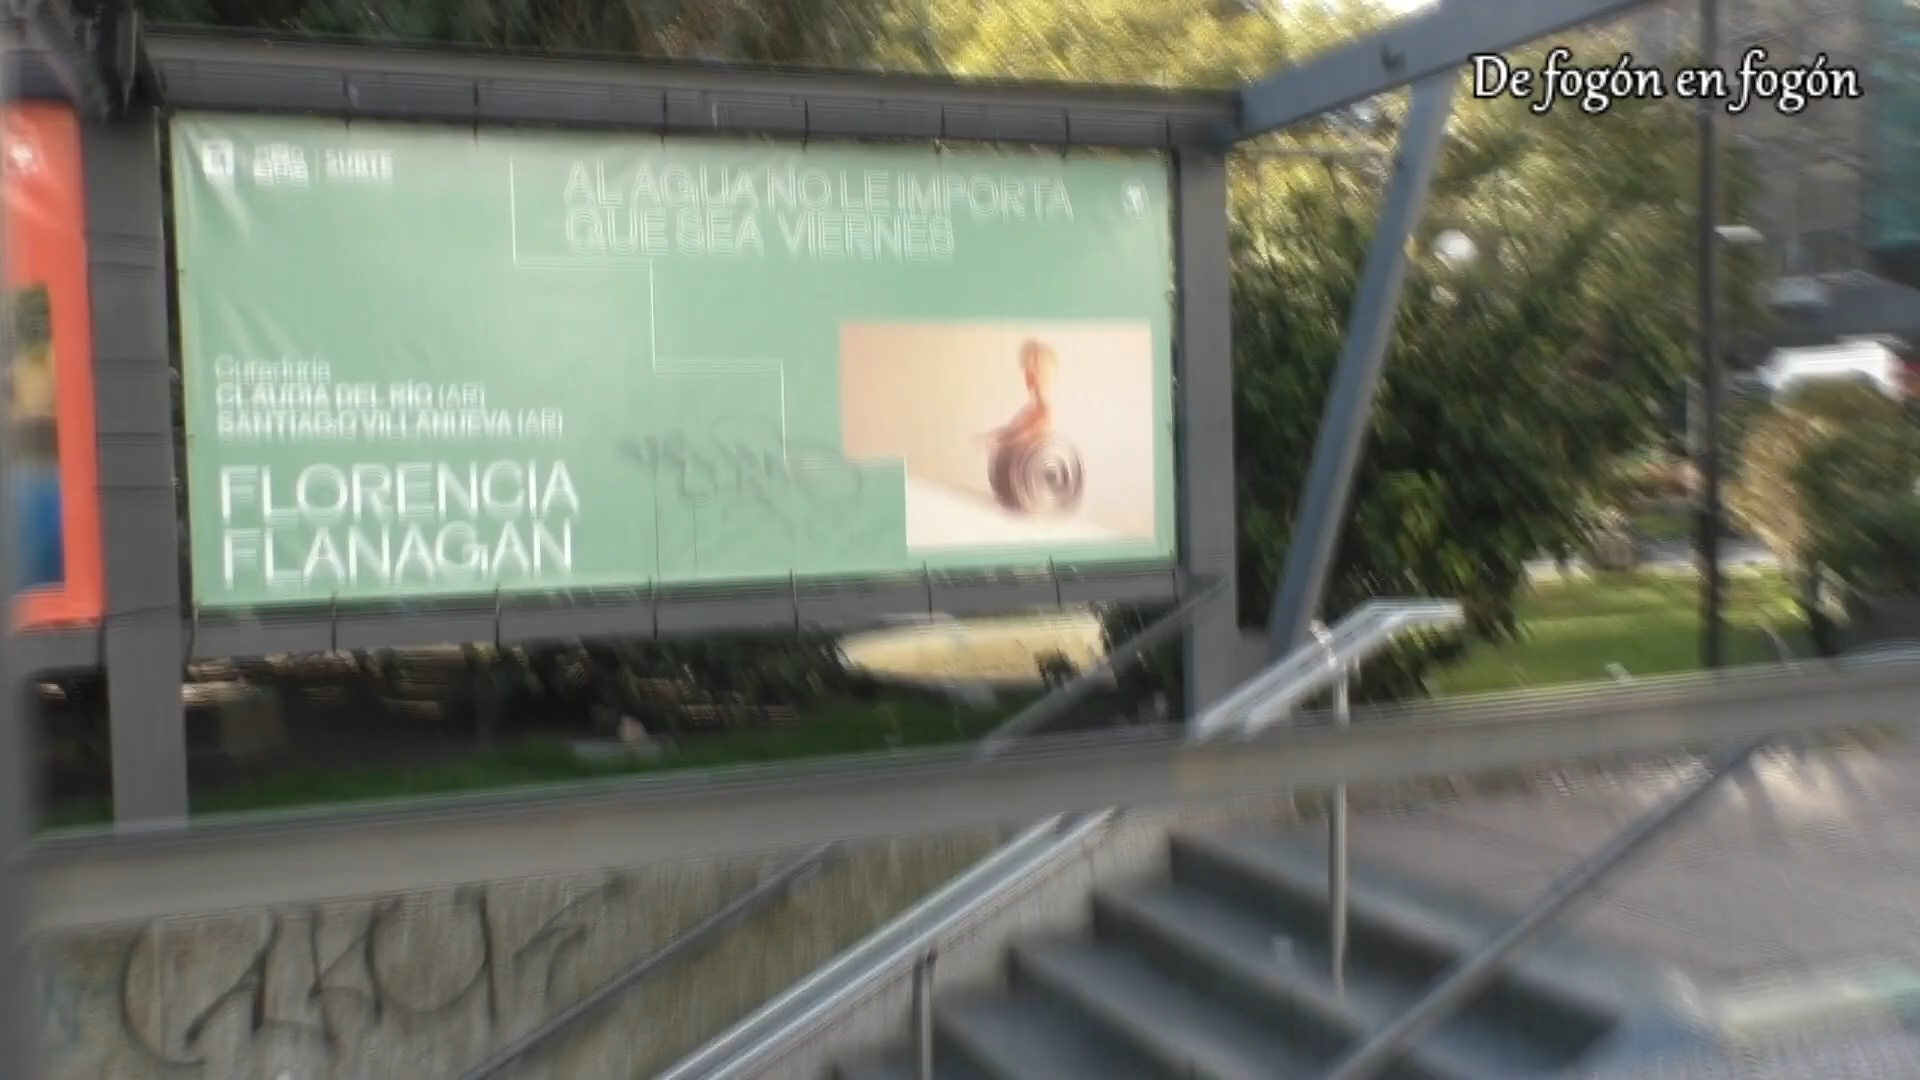 De fogón en fogón
SUBTE
AL AGUA NO LE IMPORTA
QUE SEA VIERNES
Curaduría
CLAUDIA DEL RÍO (AR)
SANTIAGO VILLANUEVA (AR)
FLORENCIA
FLANAGAN